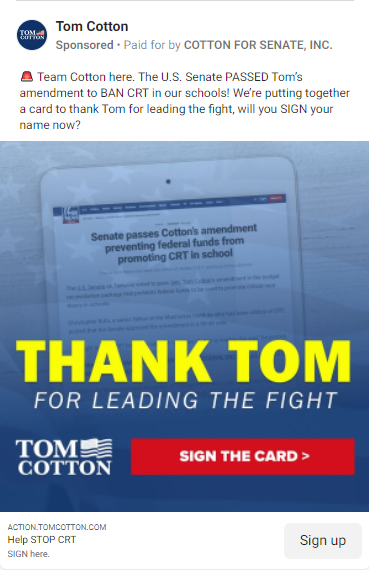 Tom Cotton
Sponsored • Paid for by COTTON FOR SENATE, INC.
🚨 Team Cotton here. The U.S. Senate PASSED Tom's
amendment to BAN CRT in our schools! We're putting together
a card to thank Tom for leading the fight, will you SIGN your
name now?
Senate passes Cotton's amendment
preventing federal funds from
promoting CRT in school
THANK TOM
FOR LEADING THE FIGHT
TOM
COTTON
SIGN THE CARD >
ACTION.TOMCOTTON.COM
Help STOP CRT
SIGN here.
Sign up